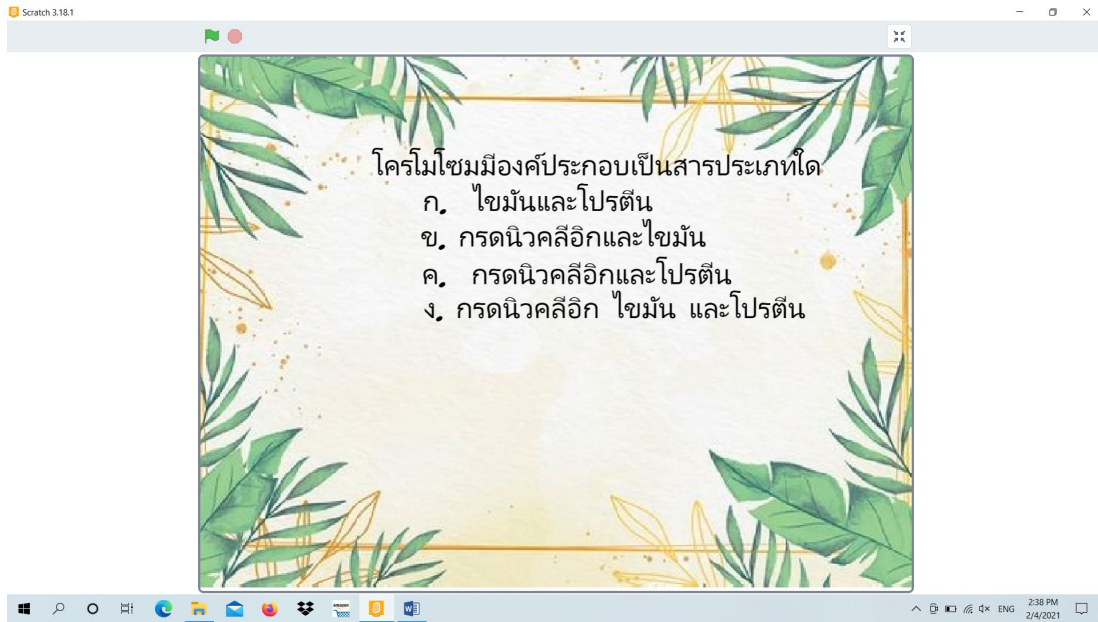 Scratch 3.18.1
โครโมโซมมีองค์ประกอบเป็นสารประเภทใด
ก. ไขมันและโปรตีน
ข. กรดนิวคลีอิกและไขมัน
ค. กรดนิวคลีอิกและโปรตีน
ง. กรดนิวคลีอิก ไขมัน และโปรตีน
ENG
2:38 PM
2/4/2021